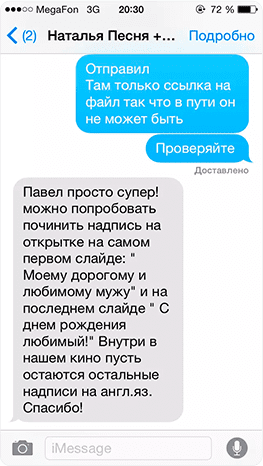 MegaFon 3G 20:30 72 %
(2) Наталья Песня +... Подробно
Отправил
Там только ссылка на
файл так что в пути он
не может быть
Проверяйте
Доставлено
Павел просто супер!
можно попробовать
починить надпись на
открытке на самом
первом слайде: "
Моему дорогому и
любимому мужу" и на
последнем слайде " С
днем рождения
любимый!" Внутри в
нашем кино пусть
остаются остальные
надписи на англ.яз.
Спасибо!
iMessage